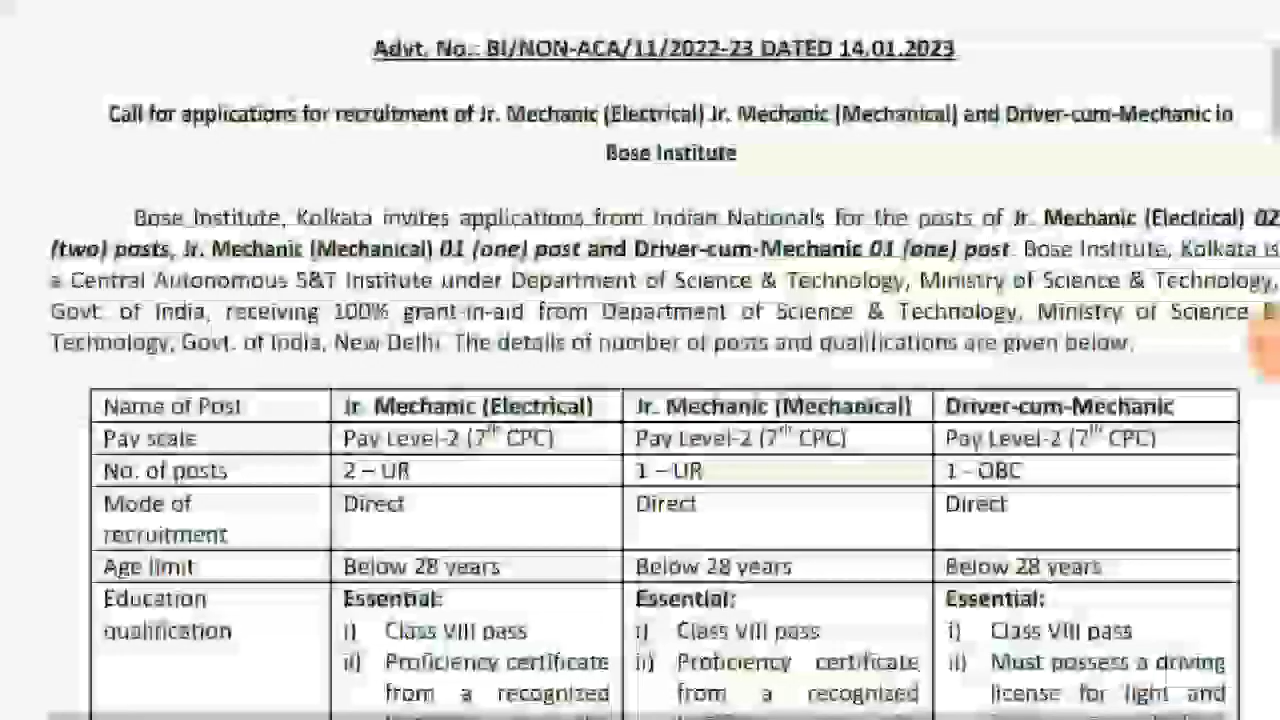 Advt. No.: BI/NON-ACA/11/2022-23 DATED 14.01.2023
Call for applications for recruitment of Jr. Mechanic (Electrical) Jr. Mechanic (Mechanical) and Driver-cum-Mechanic in
Bose Institute
Bose Institute, Kolkata invites applications from Indian Nationals for the posts of Jr. Mechanic (Electrical) 02
(two) posts, Jr. Mechanic (Mechanical) 01 (one) post and Driver-cum-Mechanic 01 (one) post. Bose Institute, Kolkata is
a Central Autonomous S&T Institute under Department of Science & Technology, Ministry of Science & Technology,
Govt. of India, receiving 100% grant-in-aid from Department of Science & Technology, Ministry of Science
Technology, Govt. of India, New Delhi. The details of number of posts and qualifications are given below.
Name of Post Jr. Mechanic (Electrical) Jr. Mechanic (Mechanical) Driver-cum-Mechanic
Pay scale Pay Level-2 (7th CPC) Pay Level-2 (7th CPC) Pay Level-2 (7th CPC)
No. of posts 2 – UR 1 – UR 1 - OBC
Mode of Direct Direct Direct
recruitment
Age limit Below 28 years Below 28 years Below 28 years
Education Essential: Essential: Essential:
qualification i) Class VIII pass i) Class VIII pass i) Class VIII pass
ii) Proficiency certificate ii) Proficiency certificate ii) Must possess a driving
from a recognized from a recognized license for light and